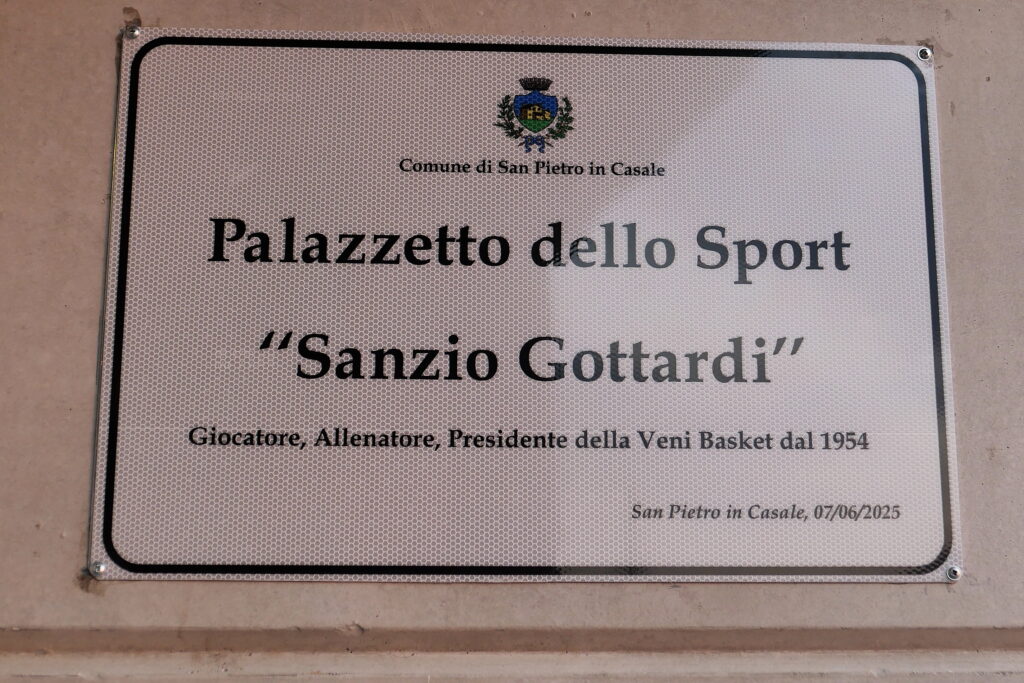 Comune di San Pietro in Casale
Palazzetto dello Sport
“Sanzio Gottardi”
Giocatore, Allenatore, Presidente della Veni Basket dal 1954
San Pietro in Casale, 07/06/2025